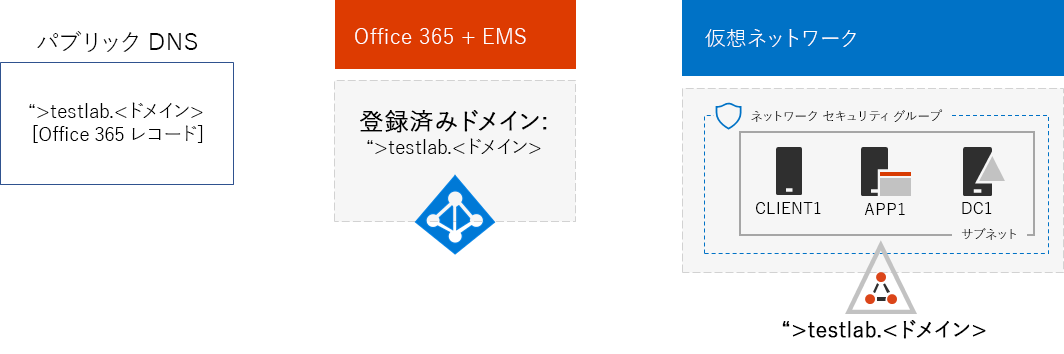 パブリック DNS
“>testlab.<ドメイン>
[Office 365 レコード]
Office 365 + EMS
登録済みドメイン:
“>testlab.<ドメイン>
仮想ネットワーク
ネットワーク セキュリティ グループ
CLIENT1
APP1
DC1
サブネット
“>testlab.<ドメイン>